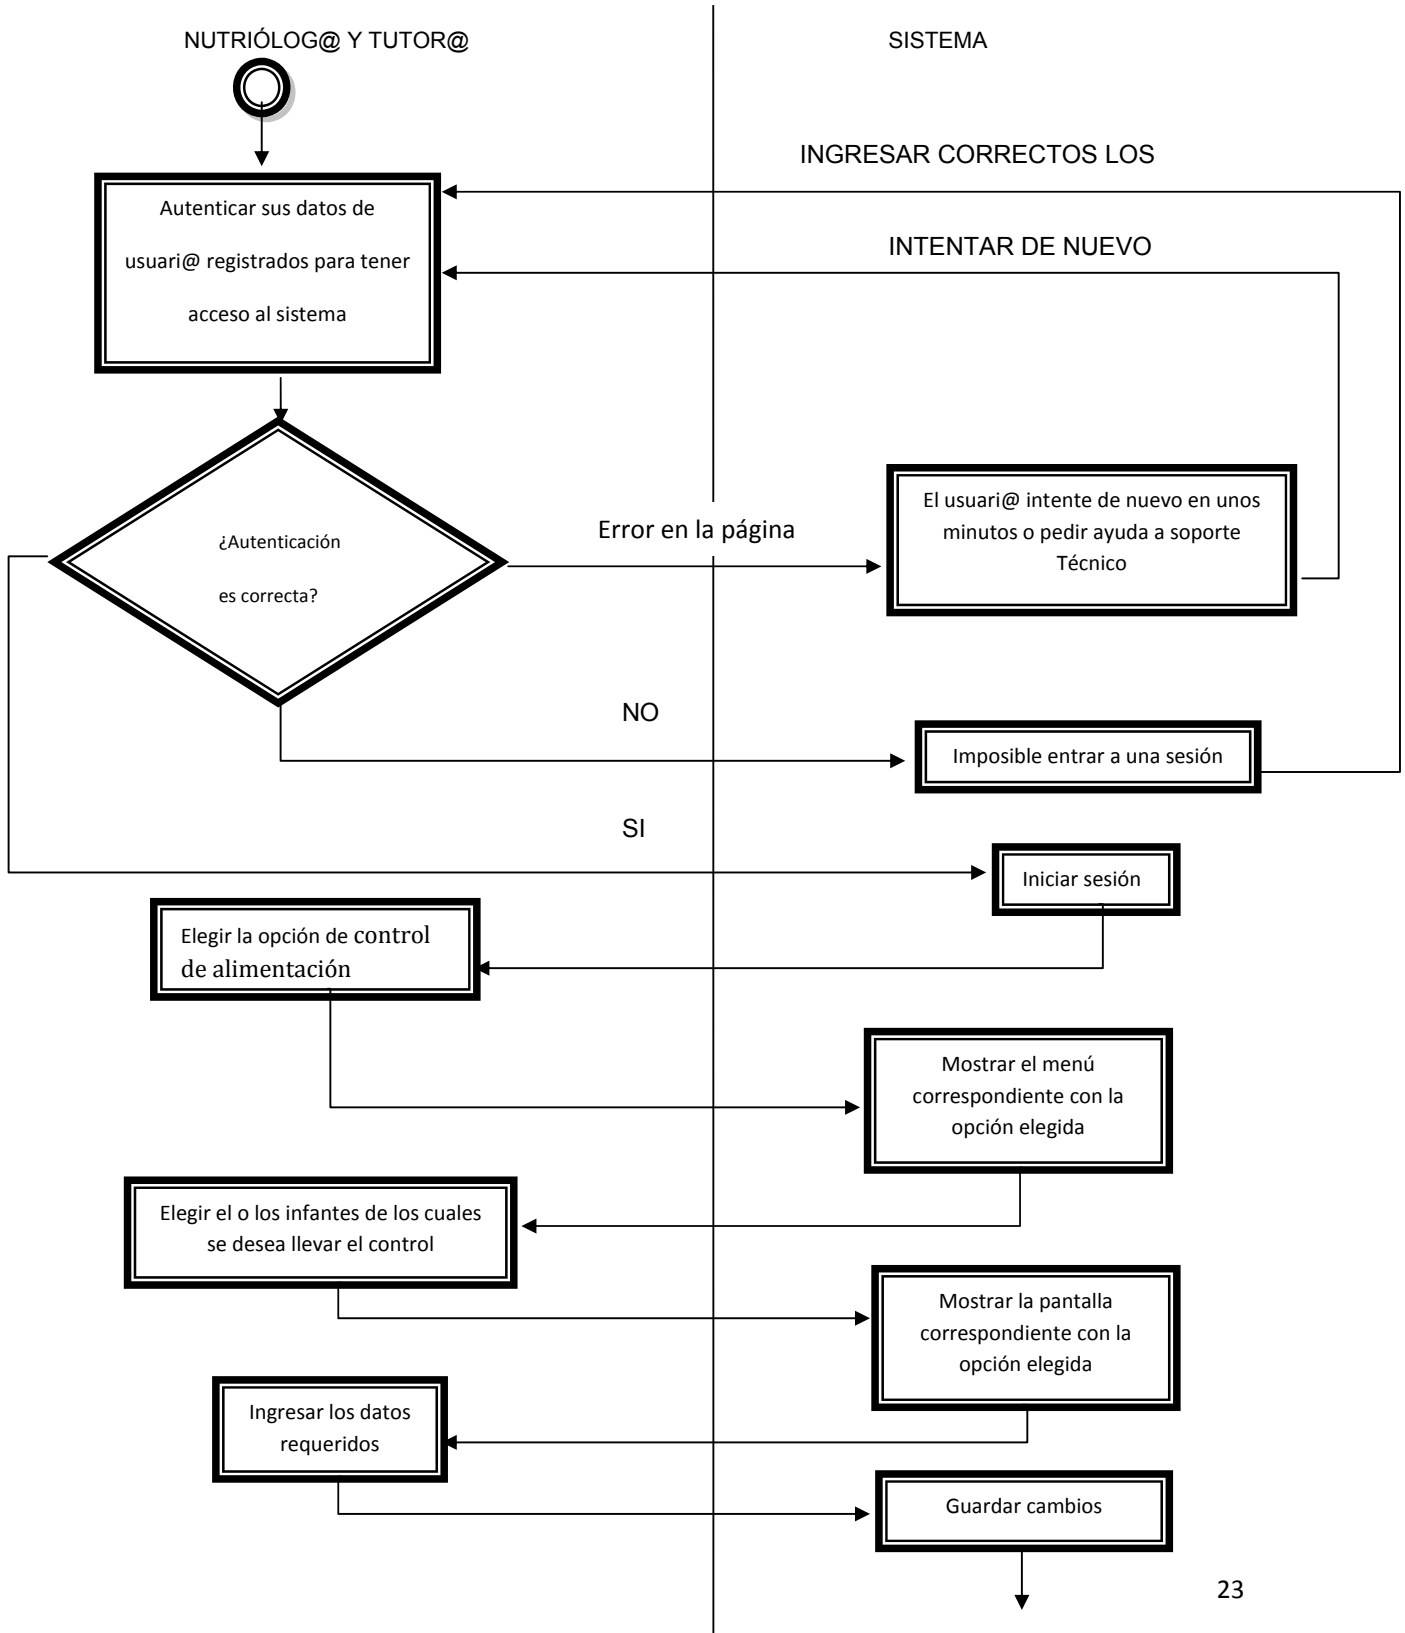 NUTRIÓLOG@ Y TUTOR@
SISTEMA
INGRESAR CORRECTOS LOS
Autenticar sus datos de
usuari@ registrados para tener
acceso al sistema
INTENTAR DE NUEVO
¿Autenticación
es correcta?
Error en la página
El usuari@ intente de nuevo en unos
minutos o pedir ayuda a soporte
Técnico
NO
Imposible entrar a una sesión
SI
Iniciar sesión
Elegir la opción de control
de alimentación
Mostrar el menú
correspondiente con la
opción elegida
Elegir el o los infantes de los cuales
se desea llevar el control
Mostrar la pantalla
correspondiente con la
opción elegida
Ingresar los datos
requeridos
Guardar cambios
23